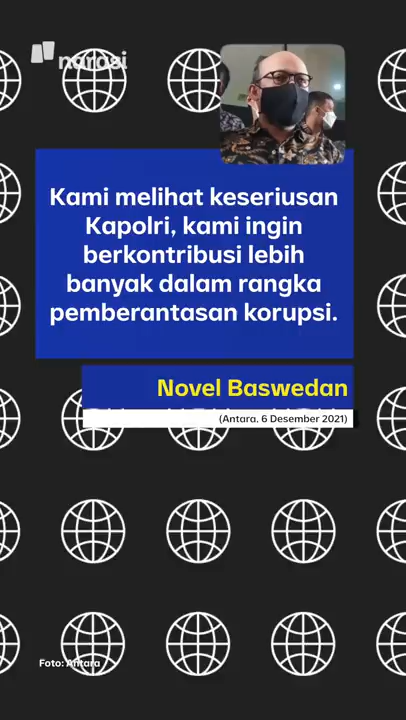 narasi
Kami melihat keseriusan
Kapolri, kami ingin
berkontribusi lebih
banyak dalam rangka
pemberantasan korupsi.
Novel Baswedan
(Antara, 6 Desember 2021)
Foto: Antara